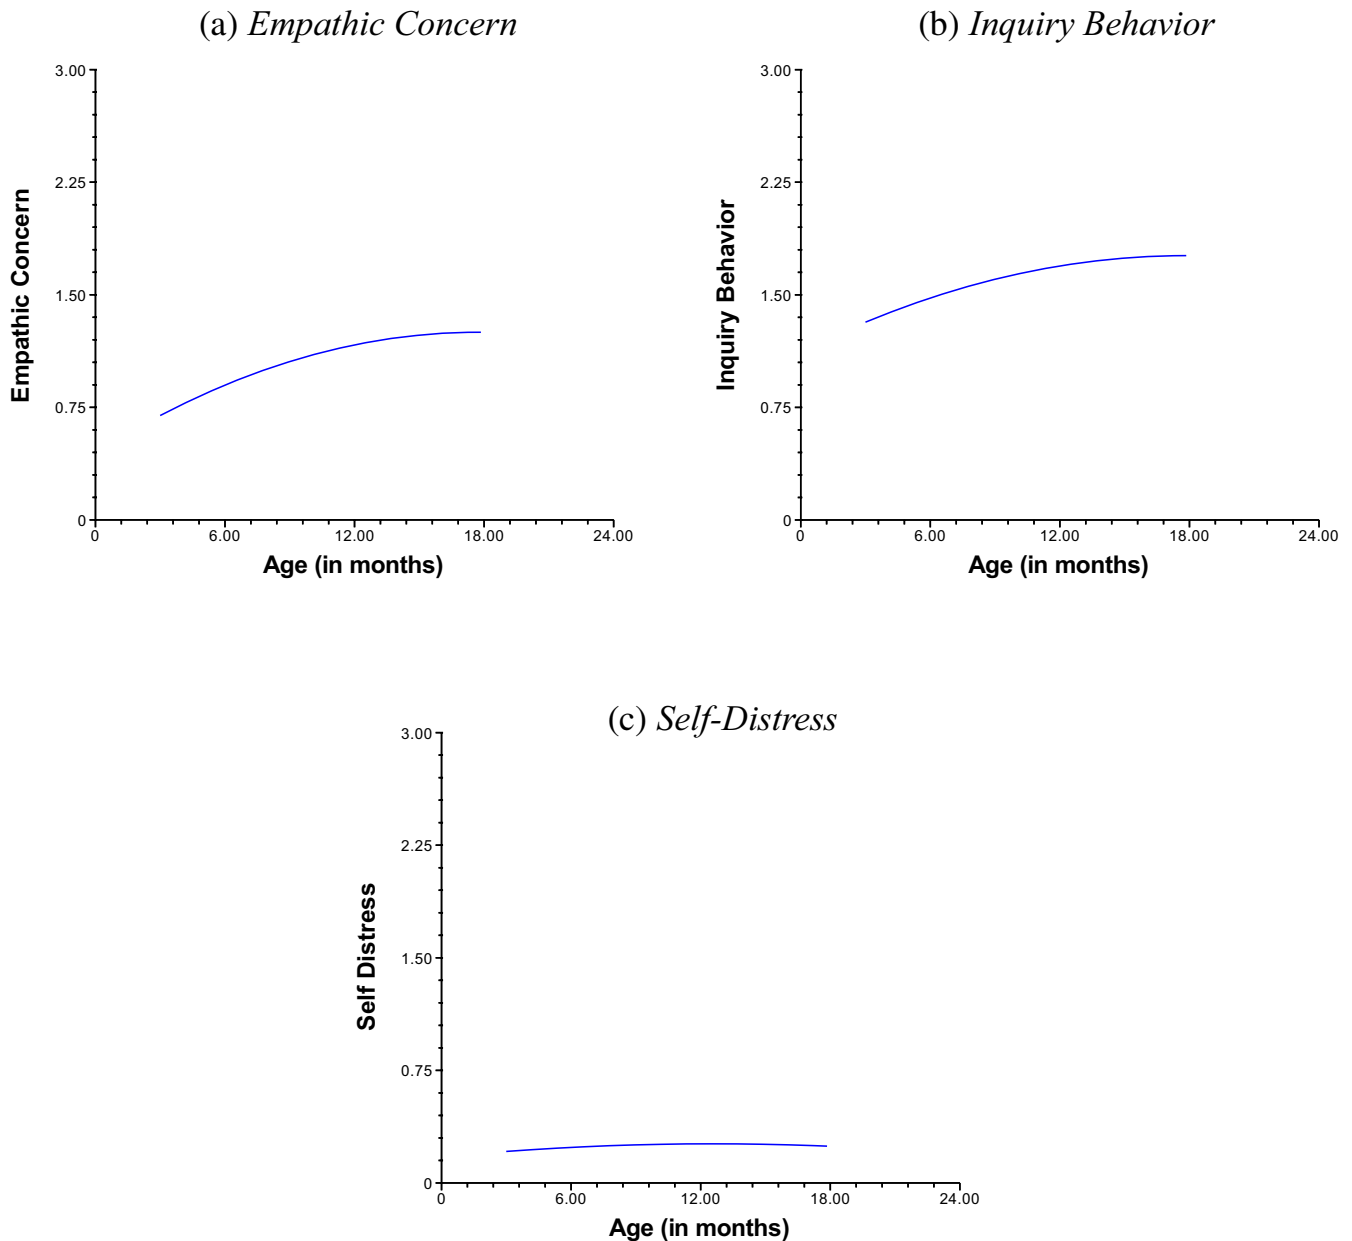 (a) Empathic Concern
3.00
2.25
1.50
0.75
0
Empathic Concern
0 6.00 12.00 18.00 24.00
Age (in months)
(b) Inquiry Behavior
3.00
2.25
1.50
0.75
0
Inquiry Behavior
0 6.00 12.00 18.00 24.00
Age (in months)
(c) Self-Distress
3.00
2.25
1.50
0.75
0
Self Distress
0 6.00 12.00 18.00 24.00
Age (in months)